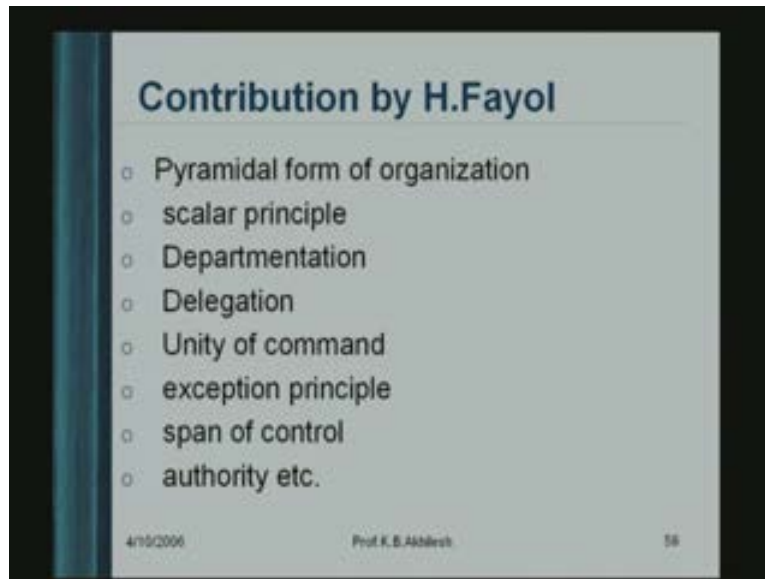 Contribution by H.Fayol
o Pyramidal form of organization
o scalar principle
o Departmentation
o Delegation
o Unity of command
o exception principle
o span of control
o authority etc.
4/10/2006 Prof.K.B.Akhilesh 56